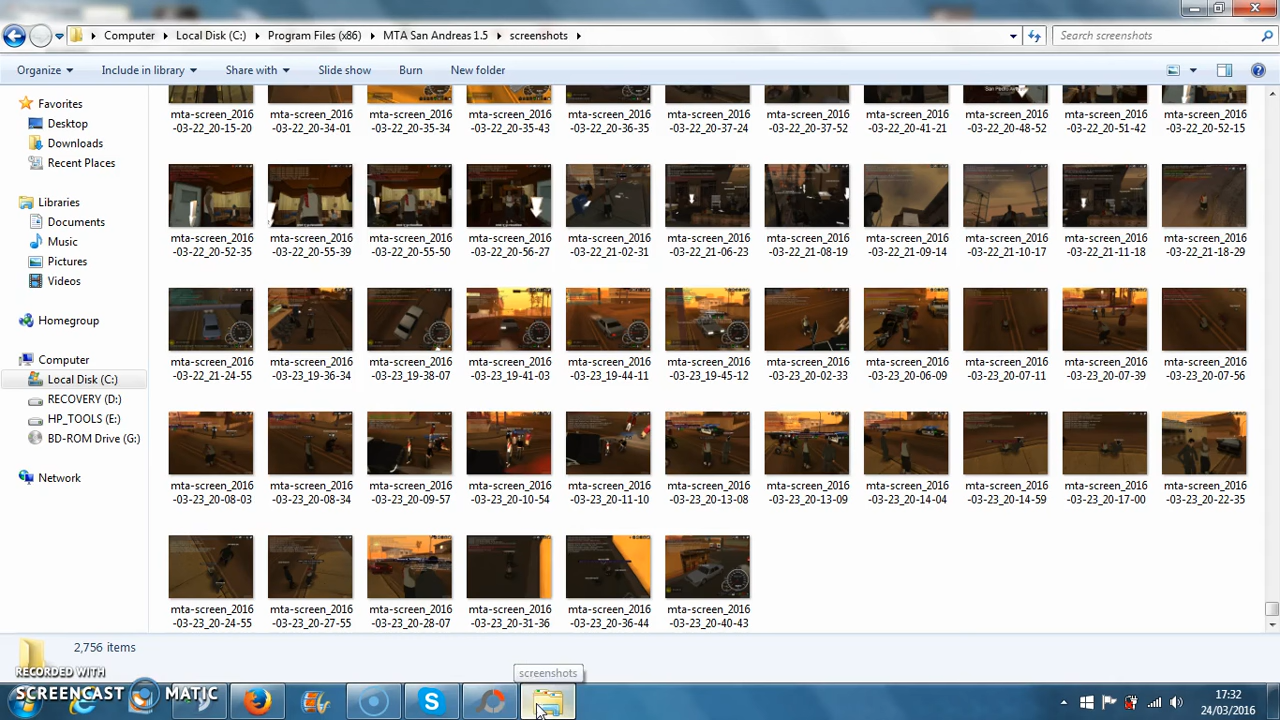 Computer Local Disk (C:) Program Files (x86) MTA San Andreas 1.5 screenshots Search screenshots
Organize Include in library Share with Slide show Burn New folder
Favorites
Desktop
Downloads
Recent Places
Libraries
Documents
Music
Pictures
Videos
Homegroup
Computer
Local Disk (C:)
RECOVERY (D:)
HP_TOOLS (E:)
BD-ROM Drive (G:)
Network
mta-screen_2016 mta-screen_2016 mta-screen_2016 mta-screen_2016 mta-screen_2016 mta-screen_2016 mta-screen_2016 mta-screen_2016 mta-screen_2016 mta-screen_2016 mta-screen_2016
-03-22_20-15-20 -03-22_20-34-01 -03-22_20-35-34 -03-22_20-35-43 -03-22_20-36-35 -03-22_20-37-24 -03-22_20-37-52 -03-22_20-41-21 -03-22_20-48-52 -03-22_20-51-42 -03-22_20-52-15
mta-screen_2016 mta-screen_2016 mta-screen_2016 mta-screen_2016 mta-screen_2016 mta-screen_2016 mta-screen_2016 mta-screen_2016 mta-screen_2016 mta-screen_2016 mta-screen_2016
-03-22_20-52-35 -03-22_20-55-39 -03-22_20-55-50 -03-22_20-56-27 -03-22_21-02-31 -03-22_21-06-23 -03-22_21-08-19 -03-22_21-09-14 -03-22_21-10-17 -03-22_21-11-18 -03-22_21-18-29
mta-screen_2016 mta-screen_2016 mta-screen_2016 mta-screen_2016 mta-screen_2016 mta-screen_2016 mta-screen_2016 mta-screen_2016 mta-screen_2016 mta-screen_2016 mta-screen_2016
-03-22_21-24-55 -03-23_19-36-34 -03-23_19-38-07 -03-23_19-41-03 -03-23_19-44-11 -03-23_19-45-12 -03-23_20-02-33 -03-23_20-06-09 -03-23_20-07-11 -03-23_20-07-39 -03-23_20-07-56
mta-screen_2016 mta-screen_2016 mta-screen_2016 mta-screen_2016 mta-screen_2016 mta-screen_2016 mta-screen_2016 mta-screen_2016 mta-screen_2016 mta-screen_2016 mta-screen_2016
-03-23_20-08-03 -03-23_20-08-34 -03-23_20-09-57 -03-23_20-10-54 -03-23_20-11-10 -03-23_20-13-08 -03-23_20-13-09 -03-23_20-14-04 -03-23_20-14-59 -03-23_20-17-00 -03-23_20-22-35
mta-screen_2016 mta-screen_2016 mta-screen_2016 mta-screen_2016 mta-screen_2016 mta-screen_2016
-03-23_20-24-55 -03-23_20-27-55 -03-23_20-28-07 -03-23_20-31-36 -03-23_20-36-44 -03-23_20-40-43
2,756 items
screenshots
RECORDED WITH
SCREENCAST MATIC
17:32
24/03/2016